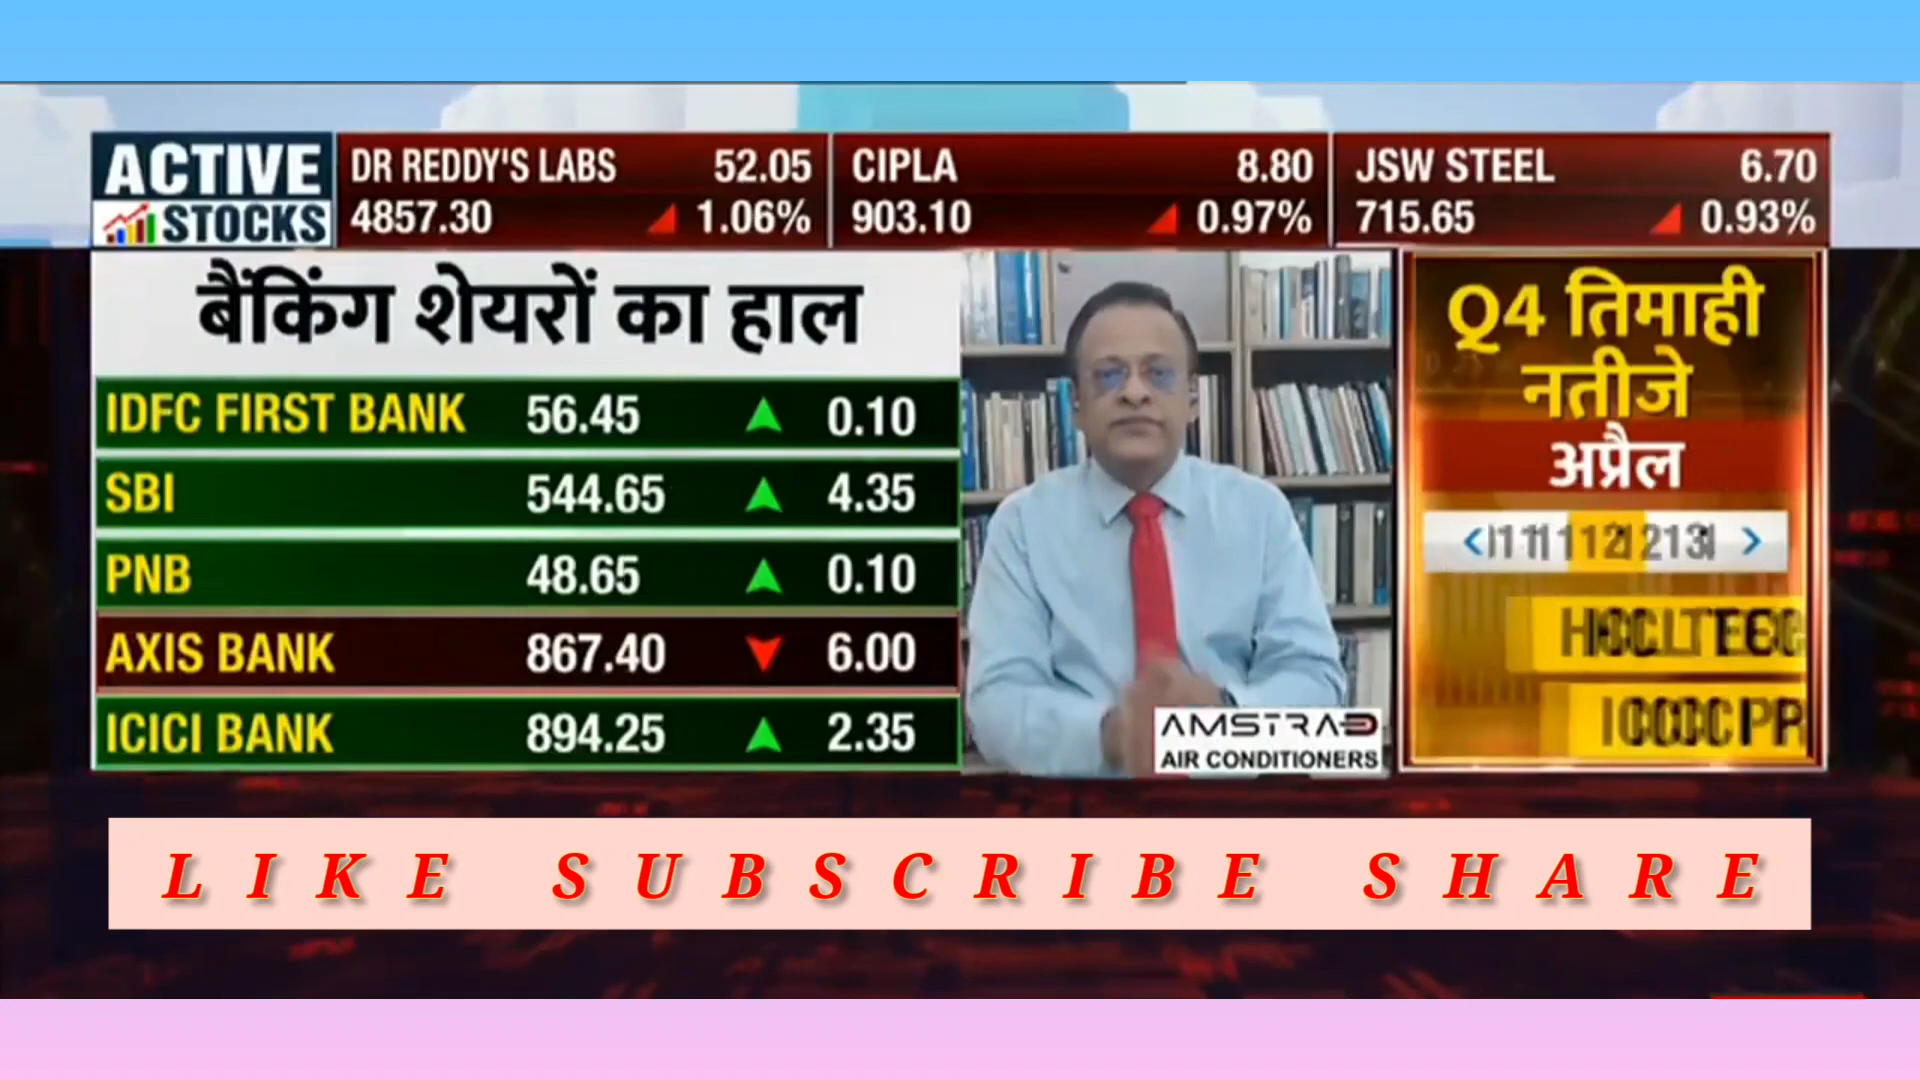 ACTIVE
STOCKS
DR REDDY'S LABS 52.05
4857.30 1.06%
CIPLA 8.80
903.10 0.97%
JSW STEEL 6.70
715.65 0.93%
बैंकिंग शेयरों का हाल
IDFC FIRST BANK 56.45 0.10
SBI 544.65 4.35
PNB 48.65 0.10
AXIS BANK 867.40 6.00
ICICI BANK 894.25 2.35
AMSTRAD
AIR CONDITIONERS
Q4 तिमाही
नतीजे
अप्रैल
LIKE SUBSCRIBE SHARE